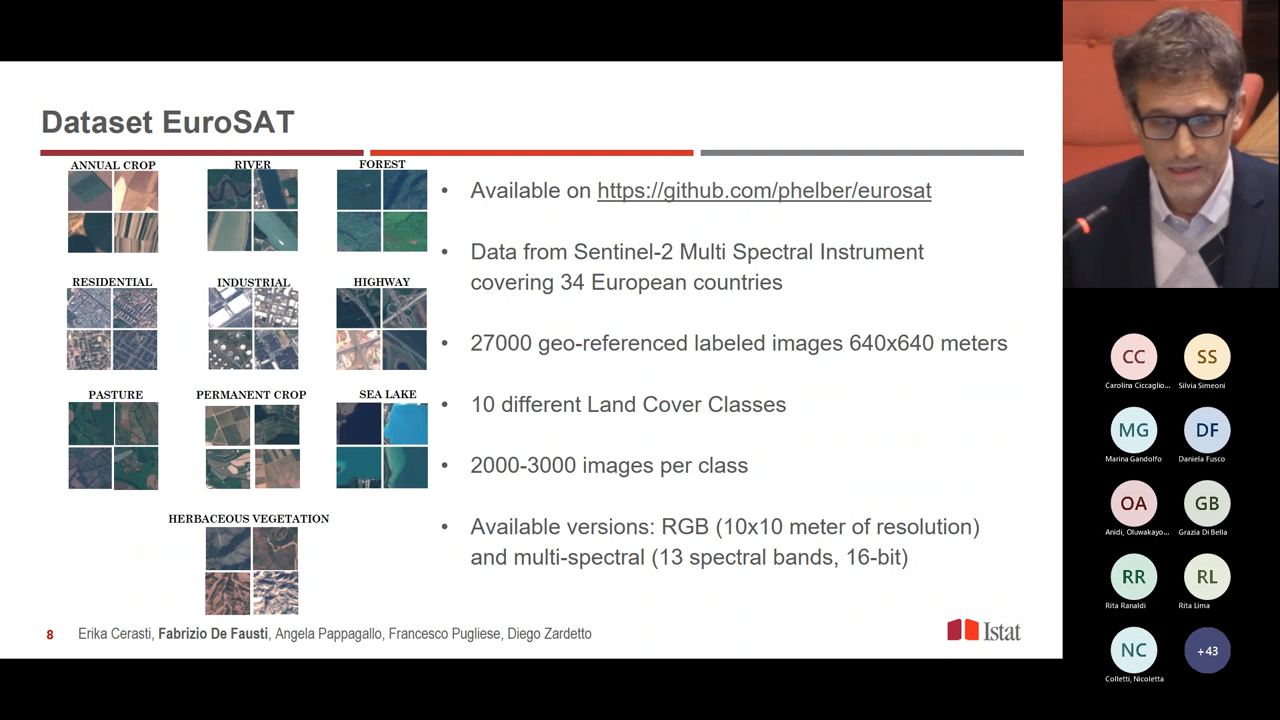 Dataset EuroSAT
ANNUAL CROP
RIVER
FOREST
RESIDENTIAL
INDUSTRIAL
HIGHWAY
PASTURE
PERMANENT CROP
SEA LAKE
HERBACEOUS VEGETATION
• Available on https://github.com/phelber/eurosat
• Data from Sentinel-2 Multi Spectral Instrument
covering 34 European countries
• 27000 geo-referenced labeled images 640x640 meters
• 10 different Land Cover Classes
• 2000-3000 images per class
• Available versions: RGB (10x10 meter of resolution)
and multi-spectral (13 spectral bands, 16-bit)
8
Erika Cerasti, Fabrizio De Fausti, Angela Pappagallo, Francesco Pugliese, Diego Zardetto
Istat
CC
Carolina Ciccaglio...
SS
Silvia Simeoni
MG
Marina Gandolfo
DF
Daniela Fusco
OA
Anidi, Oluwakayo...
GB
Grazia Di Bella
RR
Rita Ranaldi
RL
Rita Lima
NC
Colletti, Nicoletta
+43